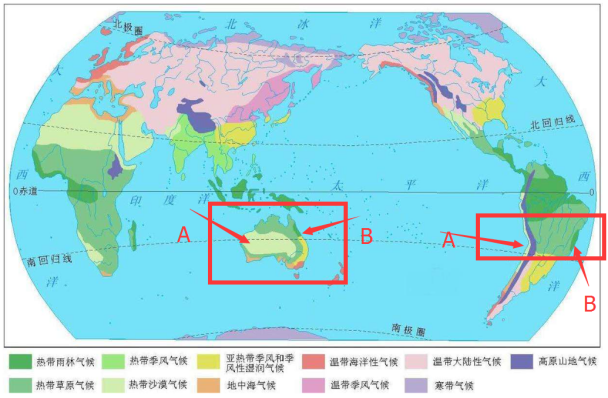 北极圈
北 冰 洋
大
大
北回归线
西
0赤道
印 度 洋
太 平 洋
西
0
A
B
A
B
南回归线
洋
洋
南极圈
热带雨林气候
热带季风气候
亚热带季风和季
风性湿润气候
温带海洋性气候
温带大陆性气候
高原山地气候
热带草原气候
热带沙漠气候
地中海气候
温带季风气候
寒带气候